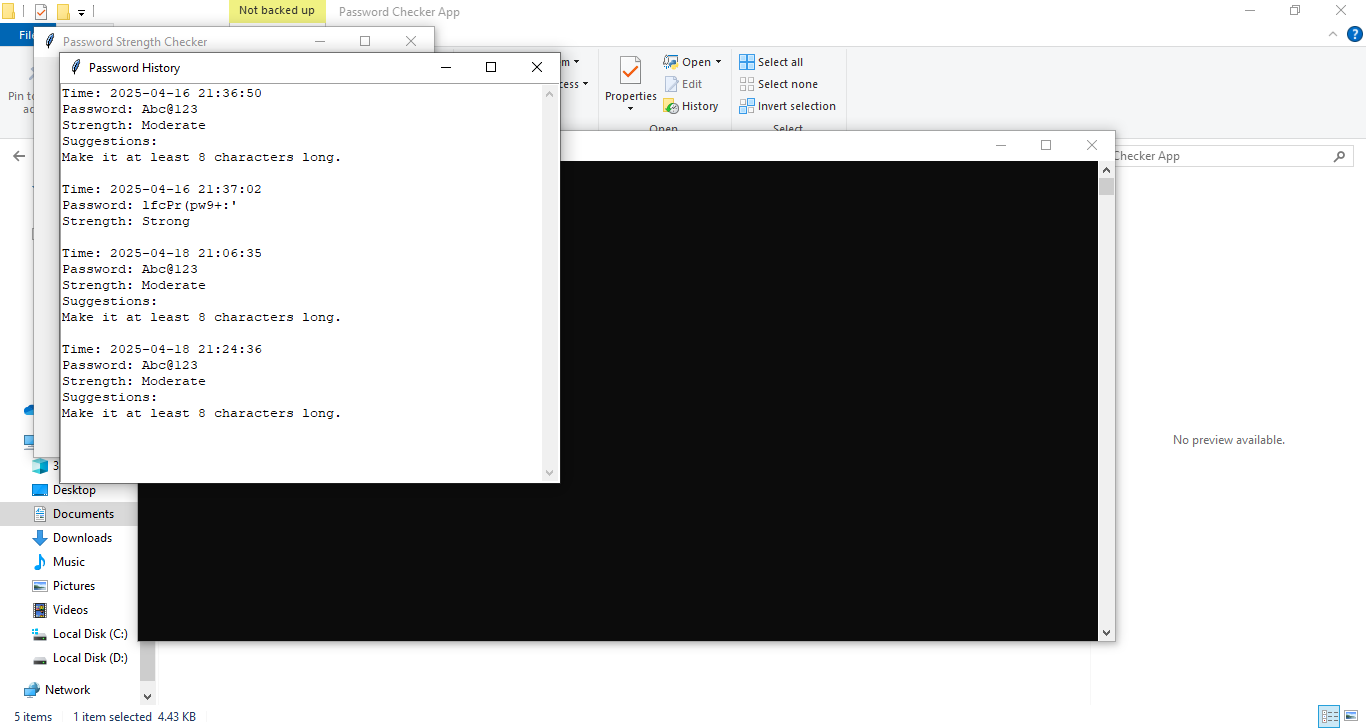 Not backed up
Password Checker App
File
Password Strength Checker
Password History
Time: 2025-04-16 21:36:50
Password: Abc@123
Strength: Moderate
Suggestions:
Make it at least 8 characters long.
Time: 2025-04-16 21:37:02
Password: lfcPr(pw9+:'
Strength: Strong
Time: 2025-04-18 21:06:35
Password: Abc@123
Strength: Moderate
Suggestions:
Make it at least 8 characters long.
Time: 2025-04-18 21:24:36
Password: Abc@123
Strength: Moderate
Suggestions:
Make it at least 8 characters long.
Pin to
Properties
Open
Edit
History
Open
Select all
Select none
Invert selection
Select
Checker App
No preview available.
3
Desktop
Documents
Downloads
Music
Pictures
Videos
Local Disk (C:)
Local Disk (D:)
Network
5 items
1 item selected 4.43 KB